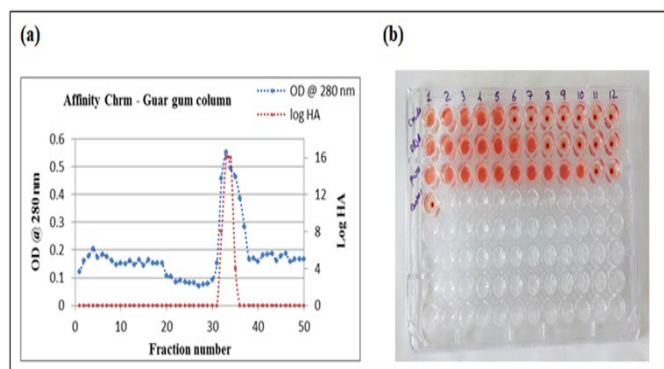 (a)
Affinity Chrm - Guar gum column
OD @ 280 nm
log HA
OD @ 280 nm
0.6
0.5
0.4
0.3
0.2
0.1
0
16
12
8
4
0
Log HA
0 10 20 30 40 50
Fraction number
(b)
1 2 3 4 5 6 7 8 9 10 11 12
Crude